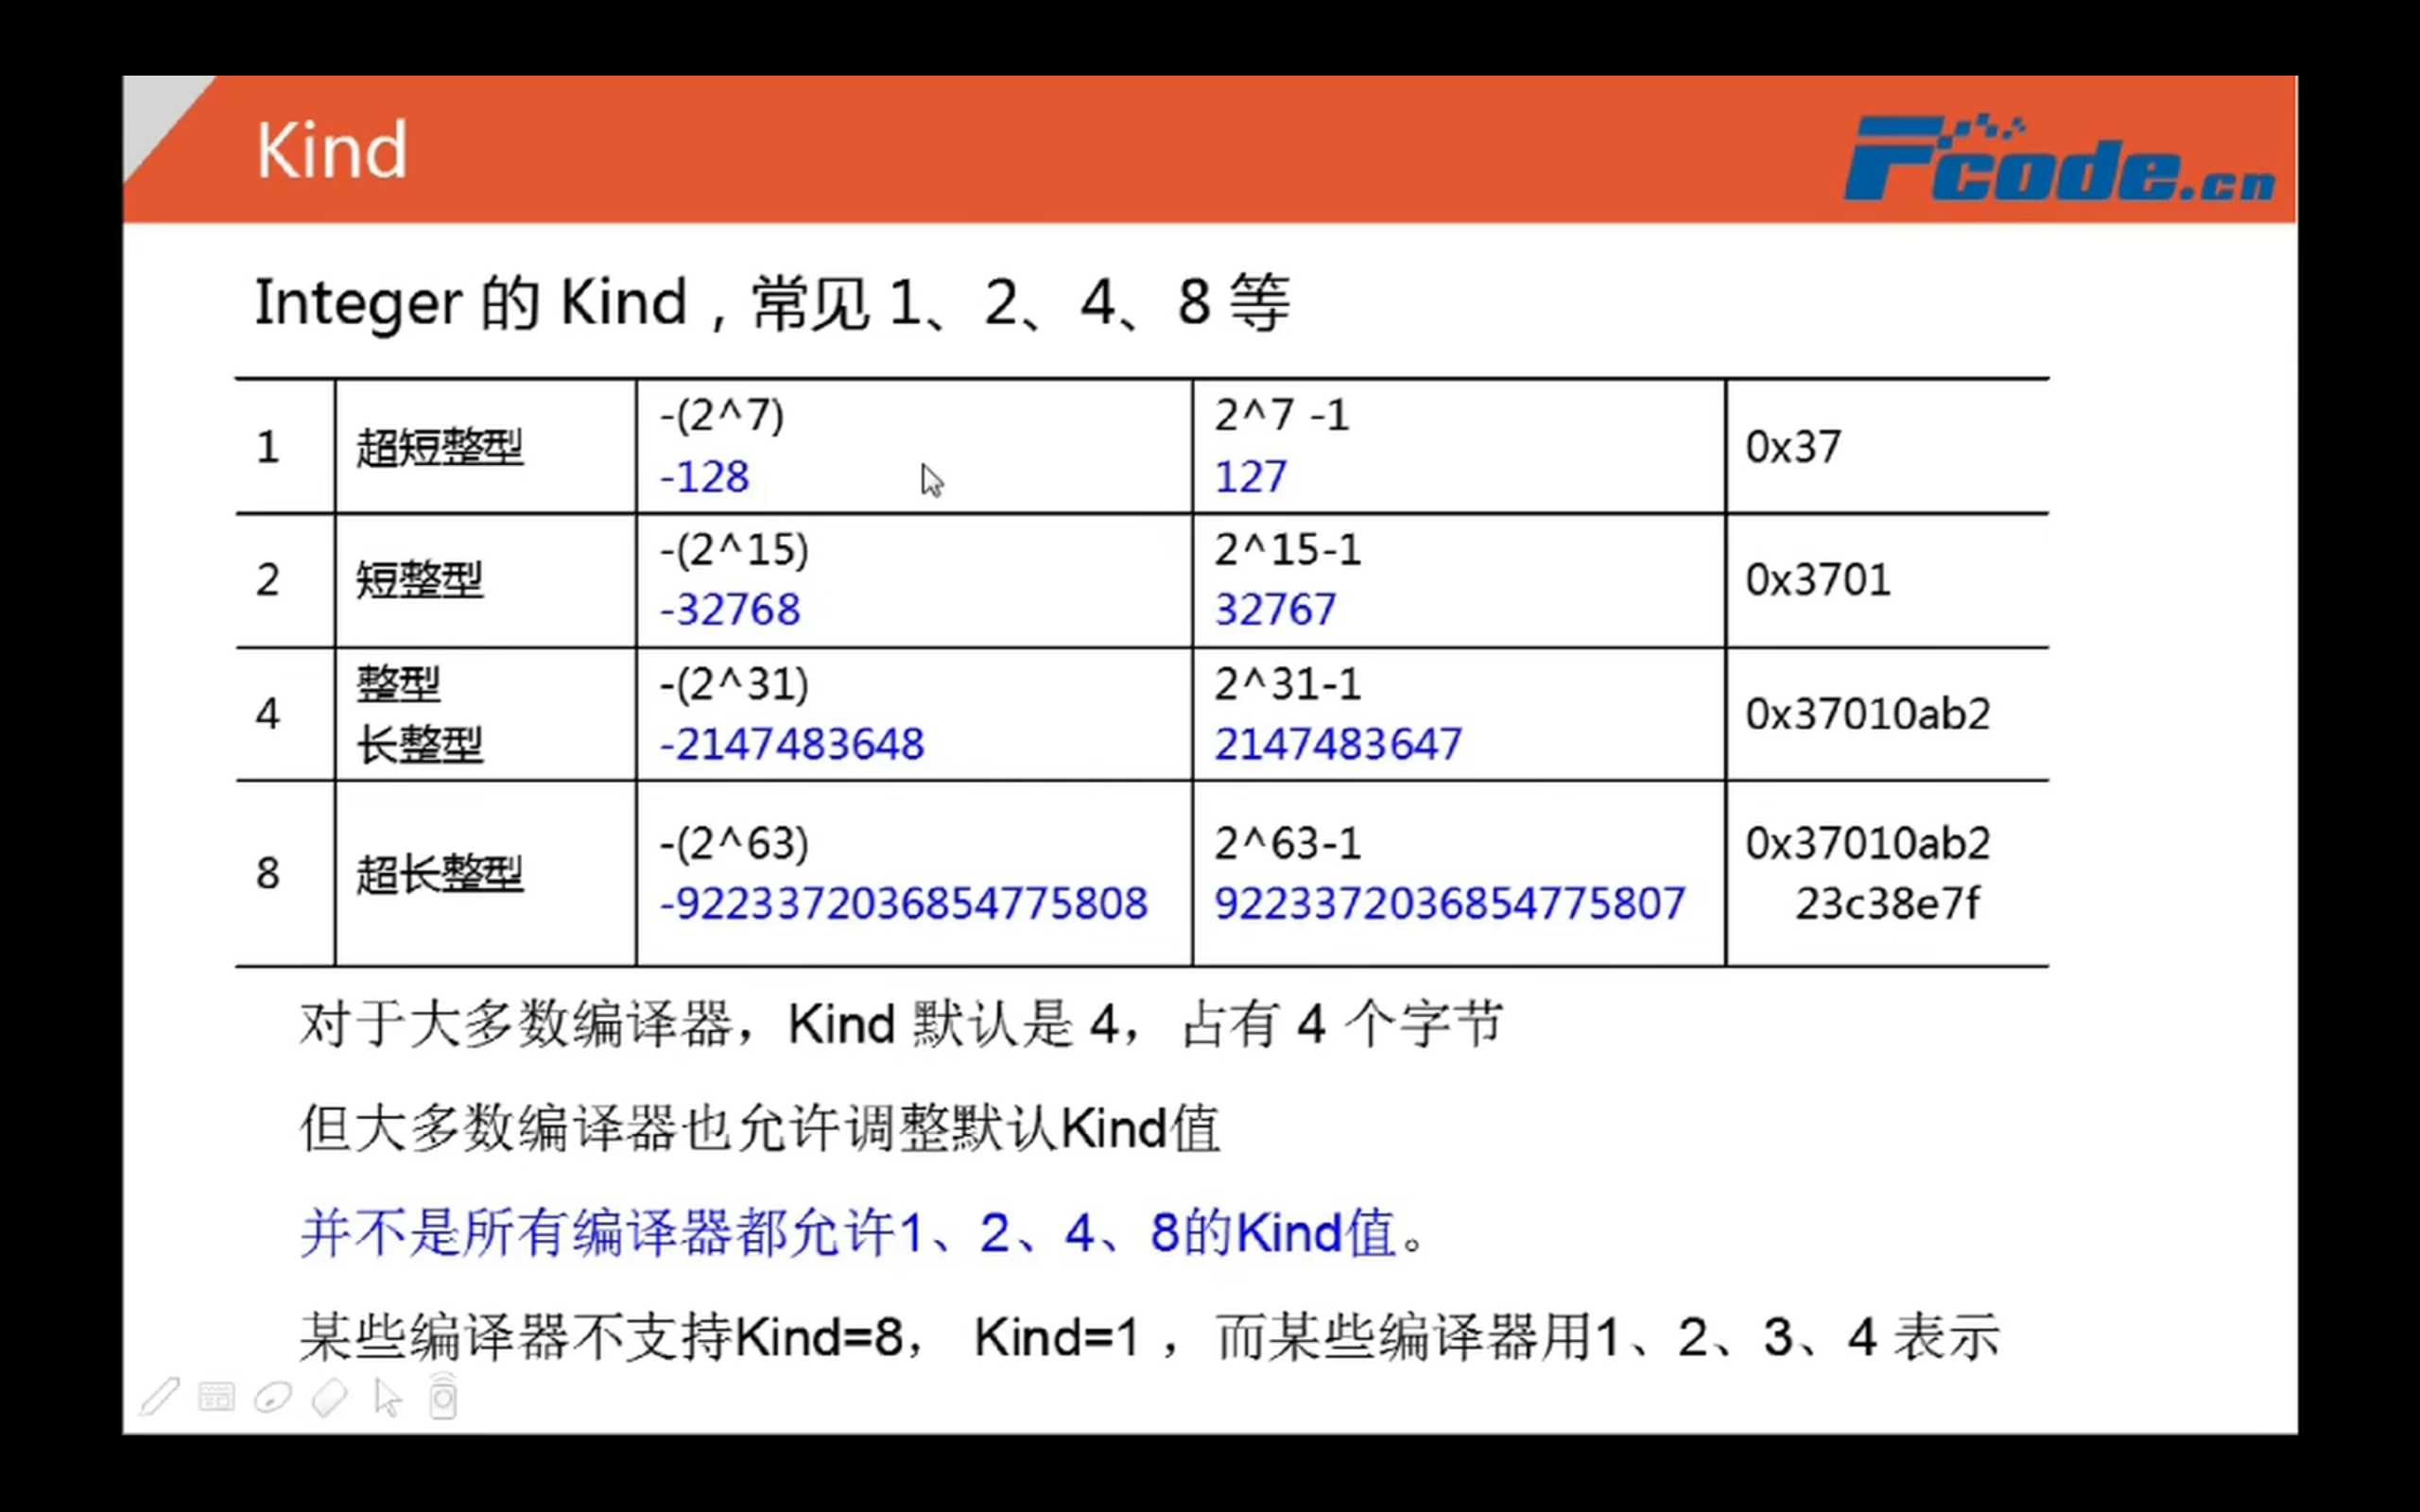 Kind
Fcode.cn
Integer 的 Kind，常见 1、2、4、8 等
1
超短整型
-(2^7)
-128
2^7 -1
127
0x37
2
短整型
-(2^15)
-32768
2^15-1
32767
0x3701
4
整型
长整型
-(2^31)
-2147483648
2^31-1
2147483647
0x37010ab2
8
超长整型
-(2^63)
-9223372036854775808
2^63-1
9223372036854775807
0x37010ab2
23c38e7f
对于大多数编译器，Kind 默认是 4，占有 4 个字节
但大多数编译器也允许调整默认Kind值
并不是所有编译器都允许1、2、4、8的Kind值。
某些编译器不支持Kind=8， Kind=1 ，而某些编译器用1、2、3、4 表示